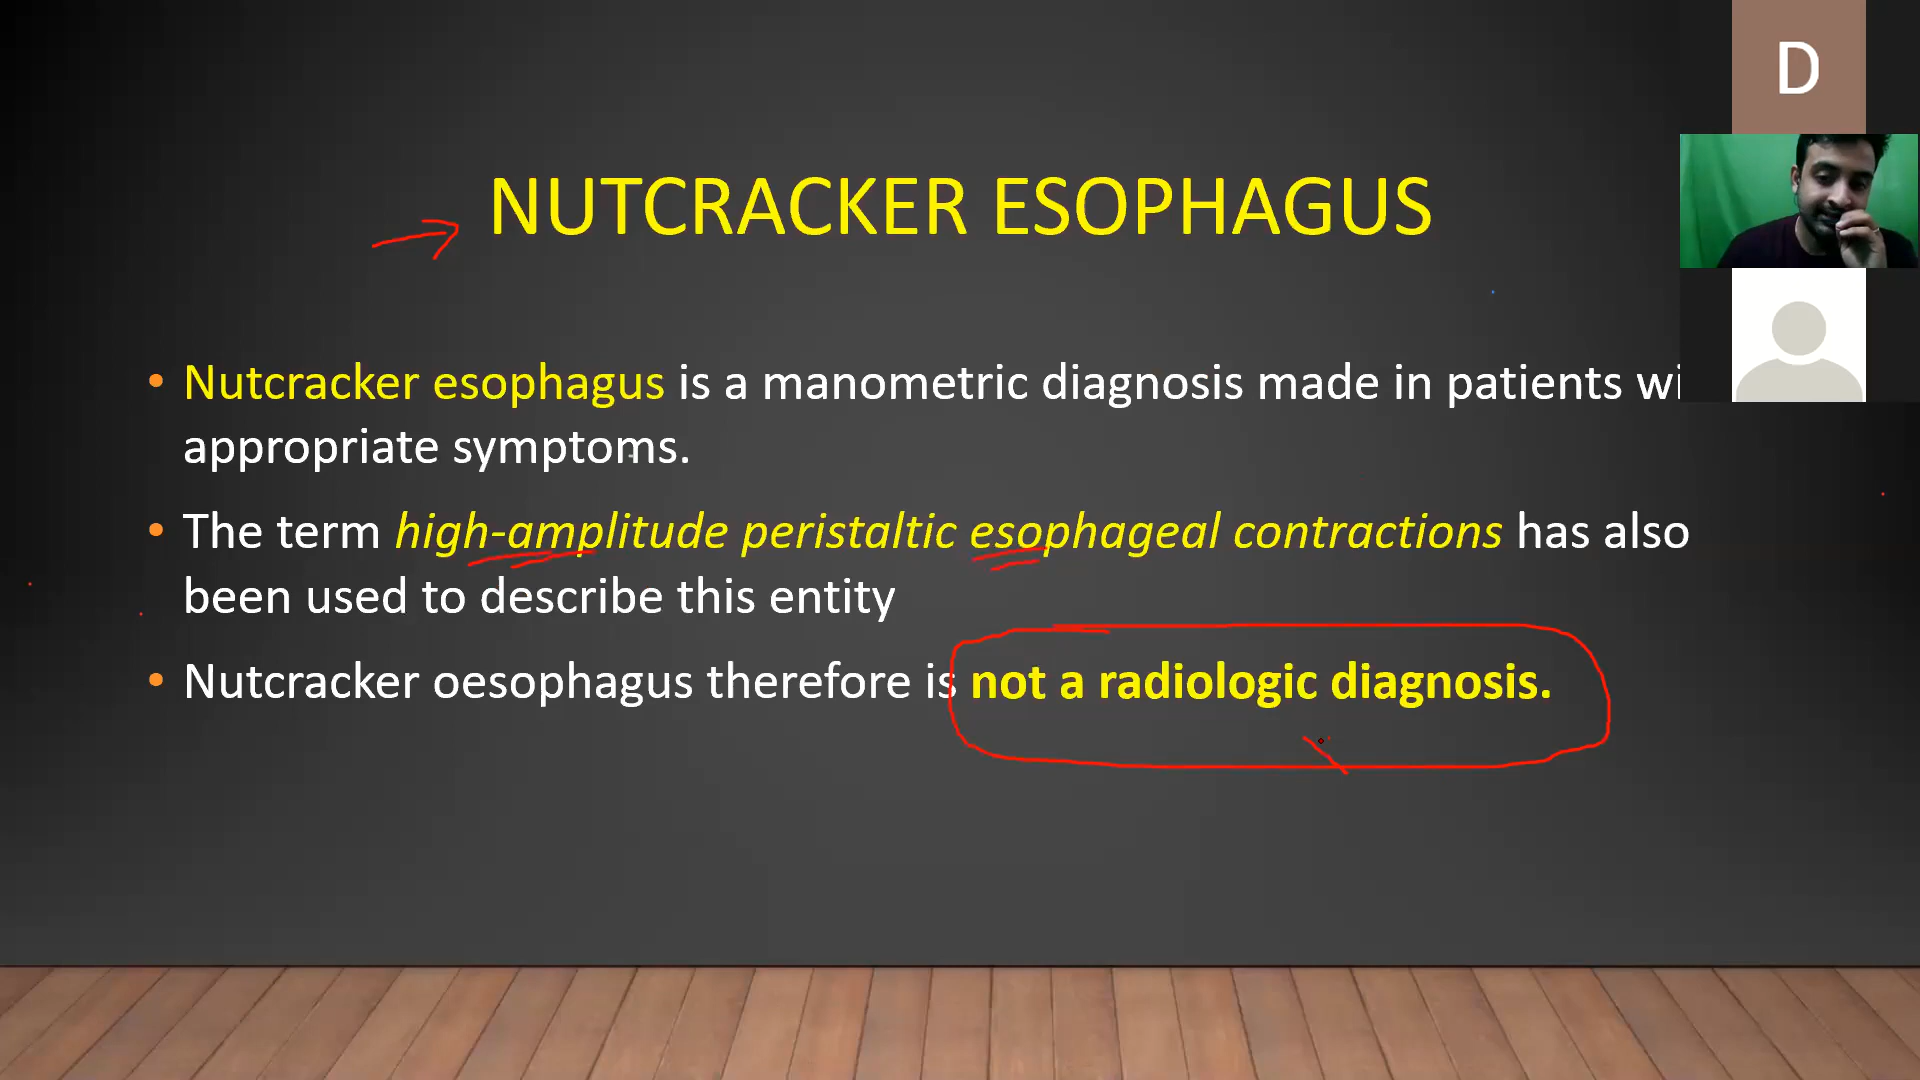 D
NUTCRACKER ESOPHAGUS
• Nutcracker esophagus is a manometric diagnosis made in patients wi
appropriate symptoms.
• The term high-amplitude peristaltic esophageal contractions has also
been used to describe this entity
• Nutcracker oesophagus therefore is not a radiologic diagnosis.